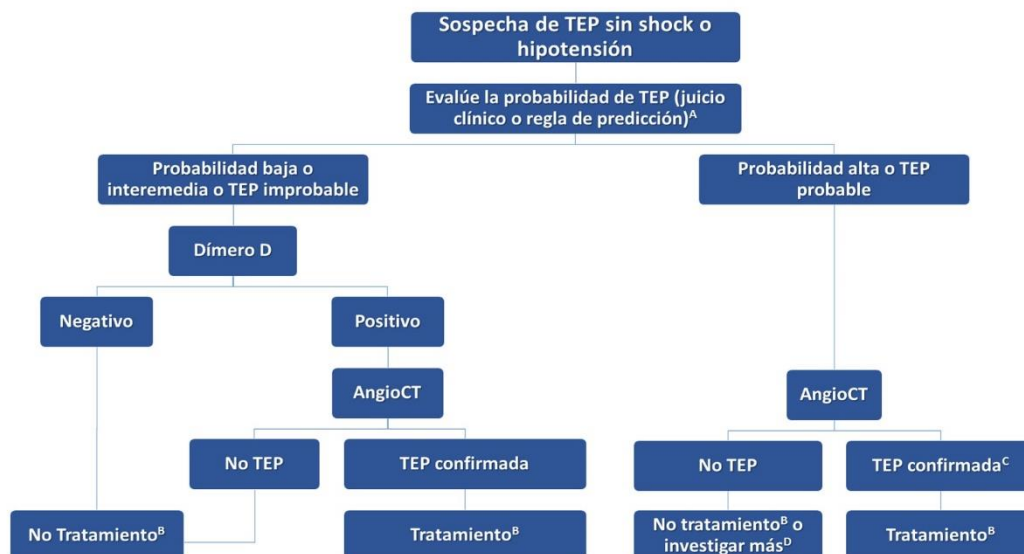 Sospecha de TEP sin shock o
hipotensión
Evalúe la probabilidad de TEP (juicio
clínico o regla de predicción)ᴬ
Probabilidad baja o
interemedia o TEP improbable
Probabilidad alta o TEP
probable
Dímero D
Negativo
Positivo
AngioCT
AngioCT
No TEP
TEP confirmada
No TEP
TEP confirmadaᶜ
No Tratamientoᴮ
Tratamientoᴮ
No tratamientoᴮ o
investigar másᴰ
Tratamientoᴮ